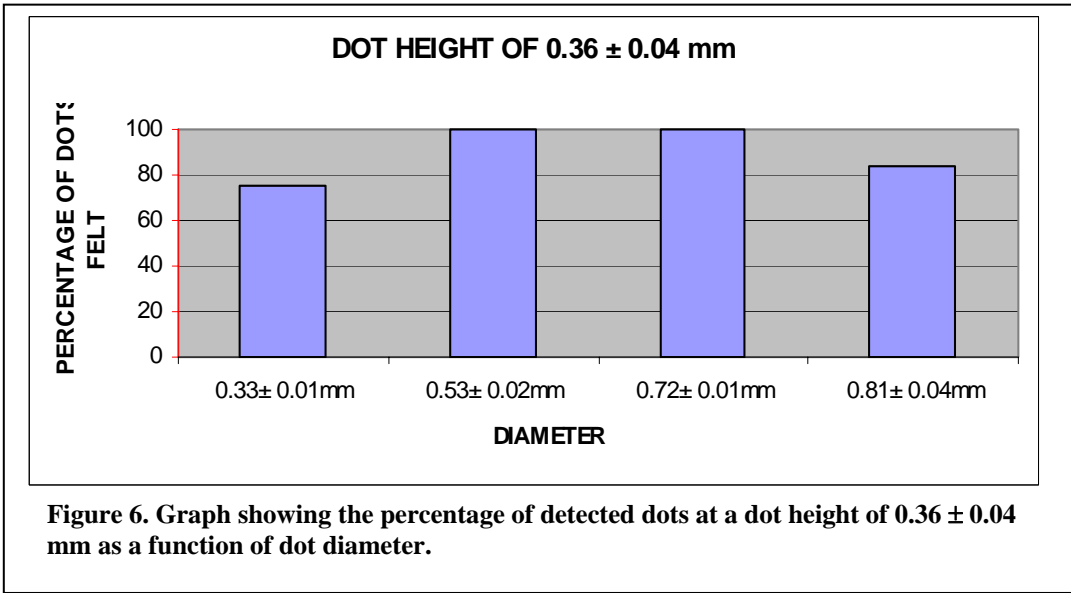 DOT HEIGHT OF 0.36 ± 0.04 mm
PERCENTAGE OF DOTS
FELT
100
80
60
40
20
0
0.33± 0.01mm 0.53± 0.02mm 0.72± 0.01mm 0.81± 0.04mm
DIAMETER
Figure 6. Graph showing the percentage of detected dots at a dot height of 0.36 ± 0.04
mm as a function of dot diameter.